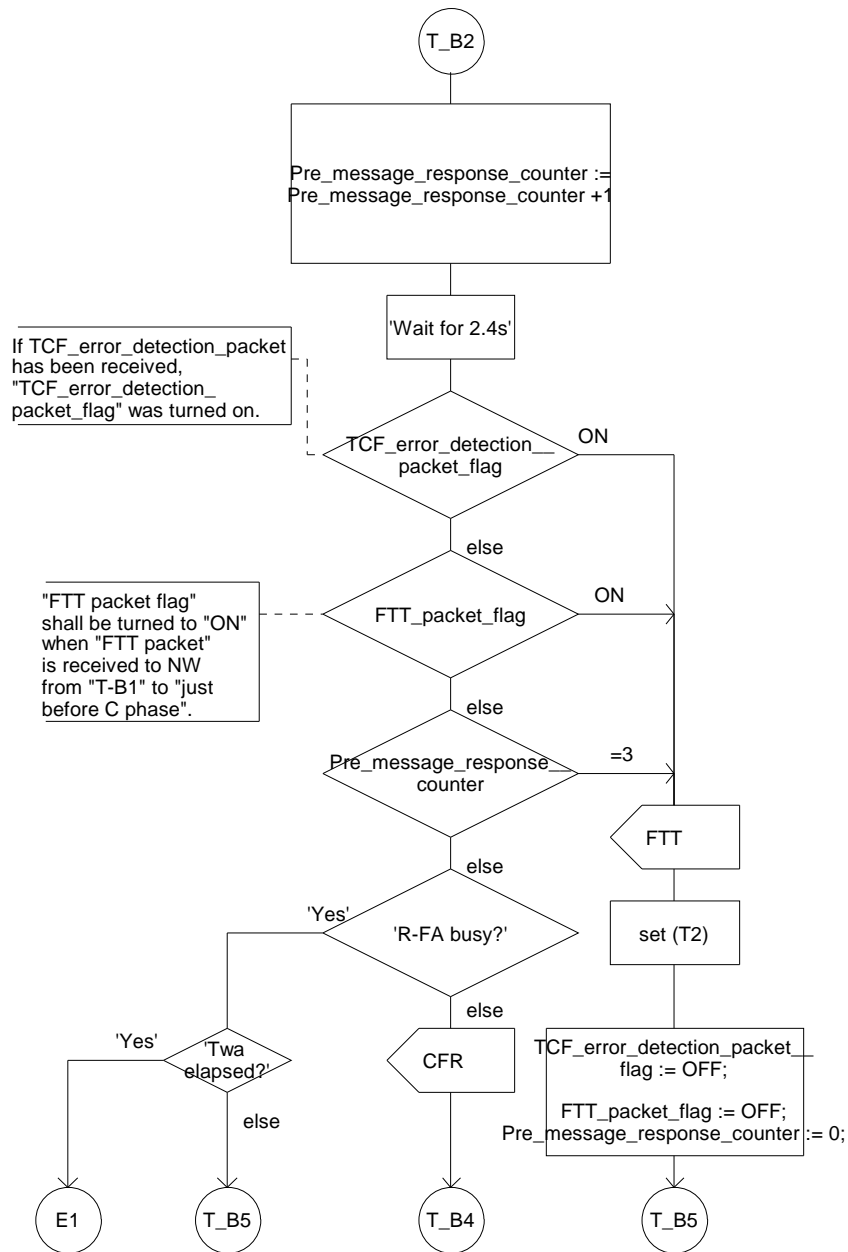 T_B2
Pre_message_response_counter :=
Pre_message_response_counter +1
'Wait for 2.4s'
If TCF_error_detection_packet
has been received,
"TCF_error_detection_
packet_flag" was turned on.
TCF_error_detection__
packet_flag
ON
else
"FTT packet flag"
shall be turned to "ON"
when "FTT packet"
is received to NW
from "T-B1" to "just
before C phase".
FTT_packet_flag
ON
else
Pre_message_response__
counter
=3
FTT
else
'Yes'
'R-FA busy?'
set (T2)
else
'Yes'
'Twa
elapsed?'
CFR
TCF_error_detection_packet__
flag := OFF;
FTT_packet_flag := OFF;
Pre_message_response_counter := 0;
else
E1
T_B5
T_B4
T_B5